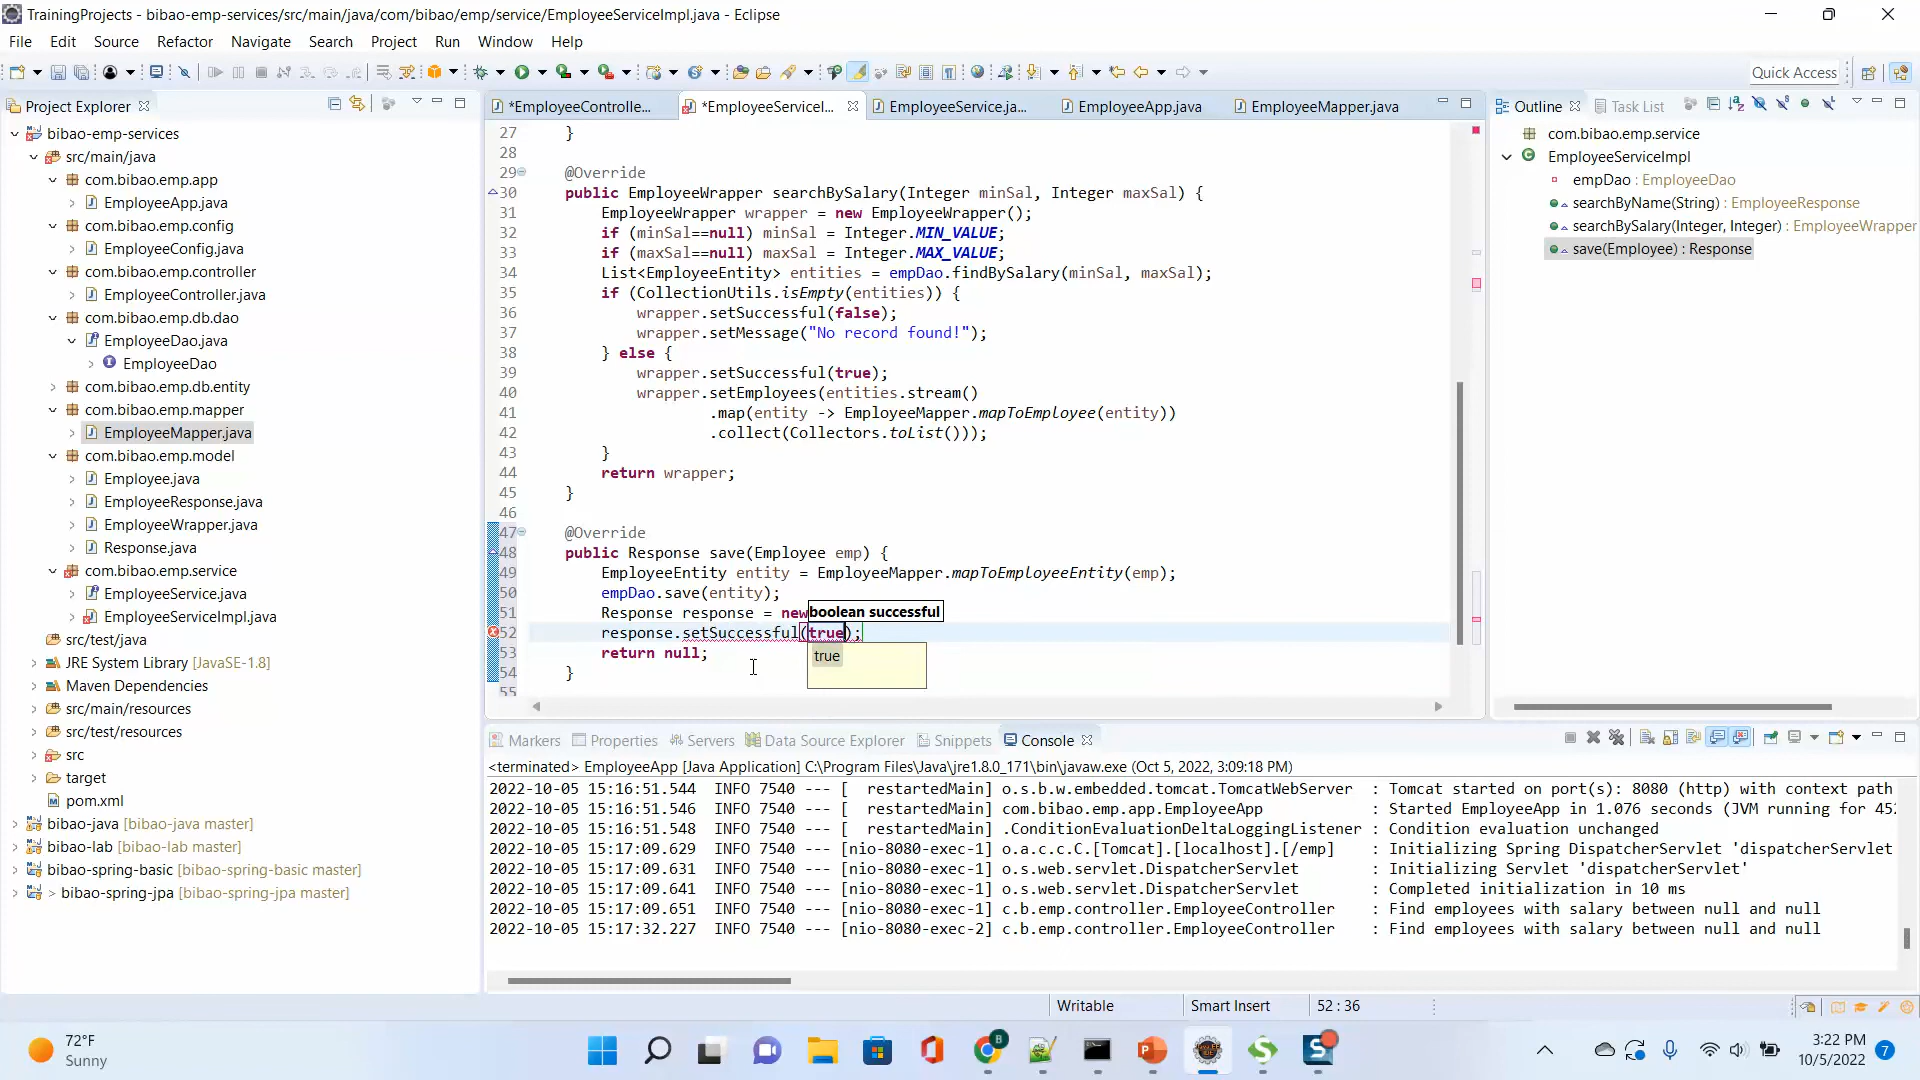 TrainingProjects - bibao-emp-services/src/main/java/com/bibao/emp/service/EmployeeServiceImpl.java - Eclipse
File Edit Source Refactor Navigate Search Project Run Window Help
Quick Access
Project Explorer
bibao-emp-services
src/main/java
com.bibao.emp.app
EmployeeApp.java
com.bibao.emp.config
EmployeeConfig.java
com.bibao.emp.controller
EmployeeController.java
com.bibao.emp.db.dao
EmployeeDao.java
EmployeeDao
com.bibao.emp.db.entity
com.bibao.emp.mapper
EmployeeMapper.java
com.bibao.emp.model
Employee.java
EmployeeResponse.java
EmployeeWrapper.java
Response.java
com.bibao.emp.service
EmployeeService.java
EmployeeServiceImpl.java
src/test/java
JRE System Library [JavaSE-1.8]
Maven Dependencies
src/main/resources
src/test/resources
src
target
pom.xml
bibao-java [bibao-java master]
bibao-lab [bibao-lab master]
bibao-spring-basic [bibao-spring-basic master]
> bibao-spring-jpa [bibao-spring-jpa master]
*EmployeeControlle... *EmployeeServiceI... EmployeeService.ja... EmployeeApp.java EmployeeMapper.java
27 }
28
29 @Override
30 public EmployeeWrapper searchBySalary(Integer minSal, Integer maxSal) {
31 EmployeeWrapper wrapper = new EmployeeWrapper();
32 if (minSal==null) minSal = Integer.MIN_VALUE;
33 if (maxSal==null) maxSal = Integer.MAX_VALUE;
34 List<EmployeeEntity> entities = empDao.findBySalary(minSal, maxSal);
35 if (CollectionUtils.isEmpty(entities)) {
36 wrapper.setSuccessful(false);
37 wrapper.setMessage("No record found!");
38 } else {
39 wrapper.setSuccessful(true);
40 wrapper.setEmployees(entities.stream()
41 .map(entity -> EmployeeMapper.mapToEmployee(entity))
42 .collect(Collectors.toList()));
43 }
44 return wrapper;
45 }
46
47 @Override
48 public Response save(Employee emp) {
49 EmployeeEntity entity = EmployeeMapper.mapToEmployeeEntity(emp);
50 empDao.save(entity);
51 Response response = new
boolean successful
52 response.setSuccessful(true);
true
53 return null;
54 }
55
Outline Task List
com.bibao.emp.service
EmployeeServiceImpl
empDao : EmployeeDao
searchByName(String) : EmployeeResponse
searchBySalary(Integer, Integer) : EmployeeWrapper
save(Employee) : Response
Markers Properties Servers Data Source Explorer Snippets Console
<terminated> EmployeeApp [Java Application] C:\Program Files\Java\jre1.8.0_171\bin\javaw.exe (Oct 5, 2022, 3:09:18 PM)
2022-10-05 15:16:51.544 INFO 7540 --- [ restartedMain] o.s.b.w.embedded.tomcat.TomcatWebServer : Tomcat started on port(s): 8080 (http) with context path
2022-10-05 15:16:51.546 INFO 7540 --- [ restartedMain] com.bibao.emp.app.EmployeeApp : Started EmployeeApp in 1.076 seconds (JVM running for 452
2022-10-05 15:16:51.548 INFO 7540 --- [ restartedMain] .ConditionEvaluationDeltaLoggingListener : Condition evaluation unchanged
2022-10-05 15:17:09.629 INFO 7540 --- [nio-8080-exec-1] o.a.c.c.C.[Tomcat].[localhost].[/emp] : Initializing Spring DispatcherServlet 'dispatcherServlet
2022-10-05 15:17:09.631 INFO 7540 --- [nio-8080-exec-1] o.s.web.servlet.DispatcherServlet : Initializing Servlet 'dispatcherServlet'
2022-10-05 15:17:09.641 INFO 7540 --- [nio-8080-exec-1] o.s.web.servlet.DispatcherServlet : Completed initialization in 10 ms
2022-10-05 15:17:09.651 INFO 7540 --- [nio-8080-exec-1] c.b.emp.controller.EmployeeController : Find employees with salary between null and null
2022-10-05 15:17:32.227 INFO 7540 --- [nio-8080-exec-2] c.b.emp.controller.EmployeeController : Find employees with salary between null and null
Writable Smart Insert 52 : 36
72°F
Sunny
3:22 PM
10/5/2022
7